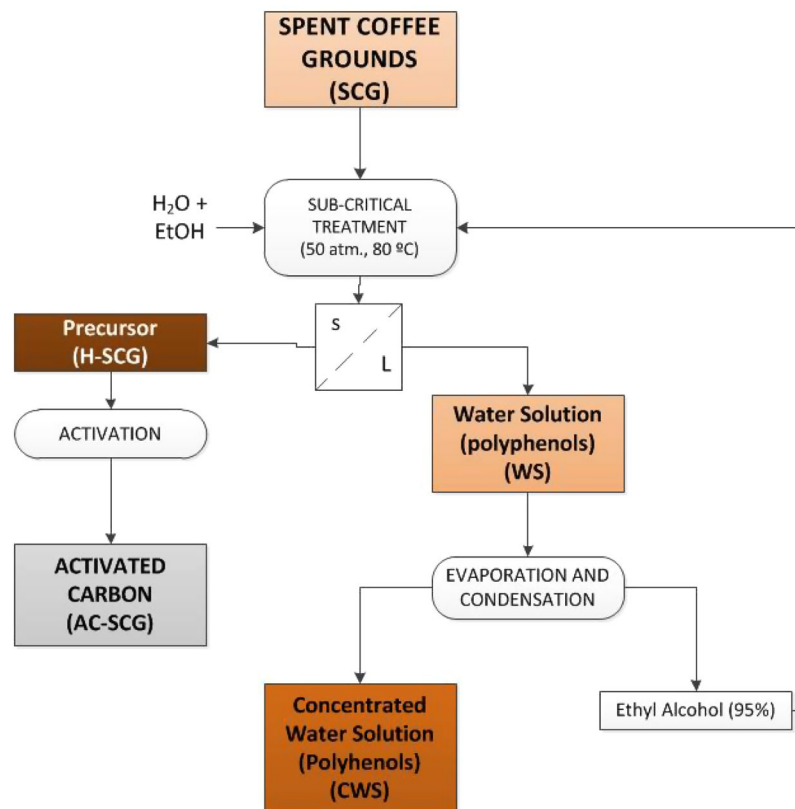 SPENT COFFEE
GROUNDS
(SCG)
H₂O +
EtOH
SUB-CRITICAL
TREATMENT
(50 atm., 80 ºC)
s
L
Precursor
(H-SCG)
ACTIVATION
ACTIVATED
CARBON
(AC-SCG)
Water Solution
(polyphenols)
(WS)
EVAPORATION AND
CONDENSATION
Concentrated
Water Solution
(Polyhenols)
(CWS)
Ethyl Alcohol (95%)